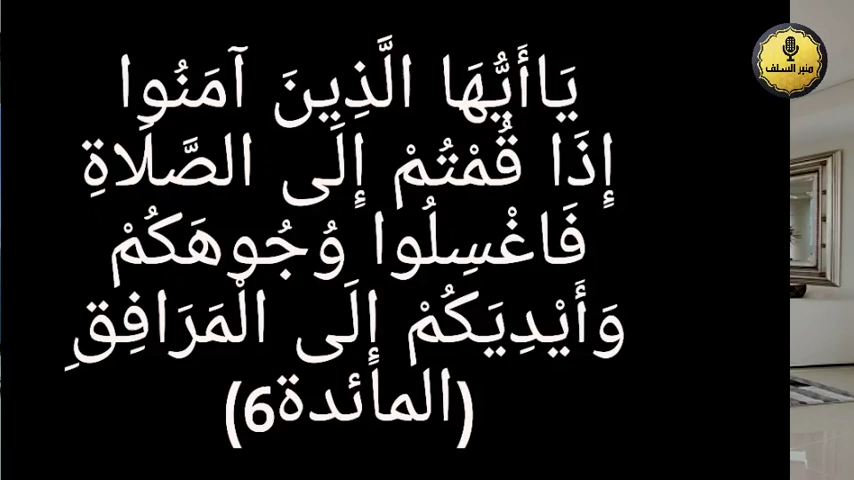 منبر السلف
يَاأَيُّهَا الَّذِينَ آمَنُوا
إِذَا قُمْتُمْ إِلَى الصَّلَاةِ
فَاغْسِلُوا وُجُوهَكُمْ
وَأَيْدِيَكُمْ إِلَى الْمَرَافِقِ
(المائدة6)